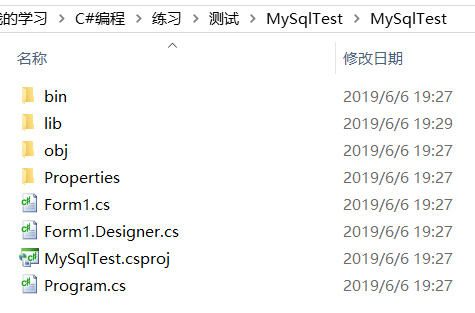 的学习 > C#编程 > 练习 > 测试 > MySqlTest > MySqlTest
名称 修改日期
bin 2019/6/6 19:27
lib 2019/6/6 19:29
obj 2019/6/6 19:27
Properties 2019/6/6 19:27
Form1.cs 2019/6/6 19:27
Form1.Designer.cs 2019/6/6 19:27
MySqlTest.csproj 2019/6/6 19:27
Program.cs 2019/6/6 19:27